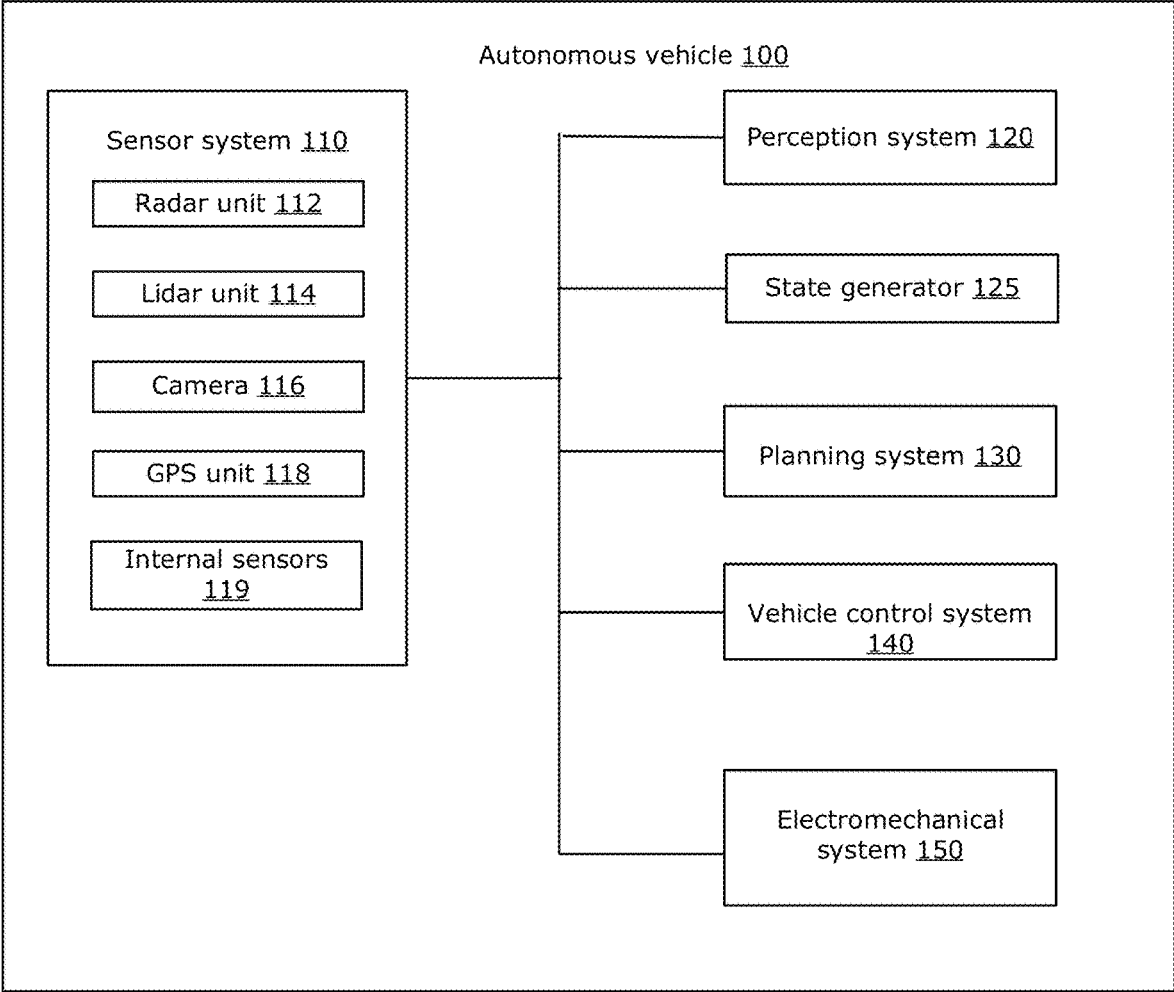 Autonomous vehicle 100
Sensor system 110
Radar unit 112
Lidar unit 114
Camera 116
GPS unit 118
Internal sensors
119
Perception system 120
State generator 125
Planning system 130
Vehicle control system
140
Electromechanical
system 150